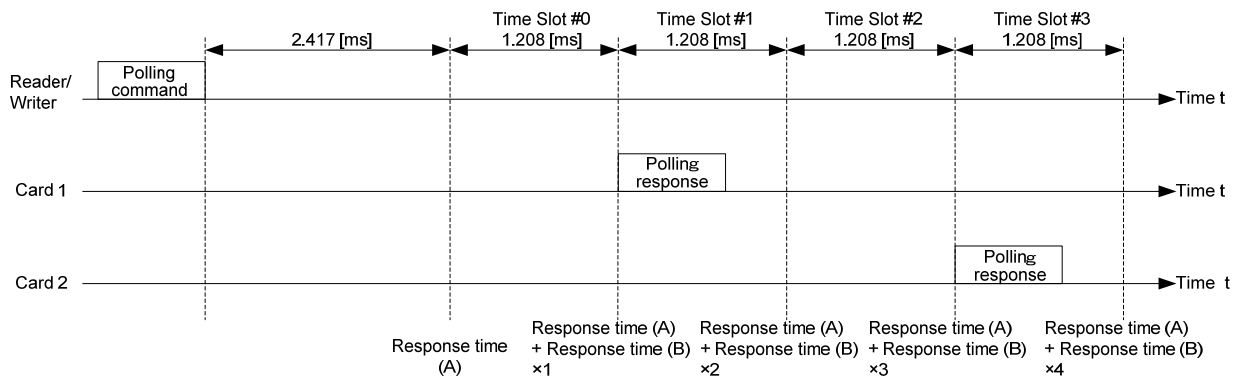 Time Slot #0
Time Slot #1
Time Slot #2
Time Slot #3
2.417 [ms]
1.208 [ms]
1.208 [ms]
1.208 [ms]
1.208 [ms]
Reader/
Writer
Polling
command
Time t
Card 1
Polling
response
Time t
Card 2
Polling
response
Time t
Response time
(A)
Response time (A)
+ Response time (B)
×1
Response time (A)
+ Response time (B)
×2
Response time (A)
+ Response time (B)
×3
Response time (A)
+ Response time (B)
×4